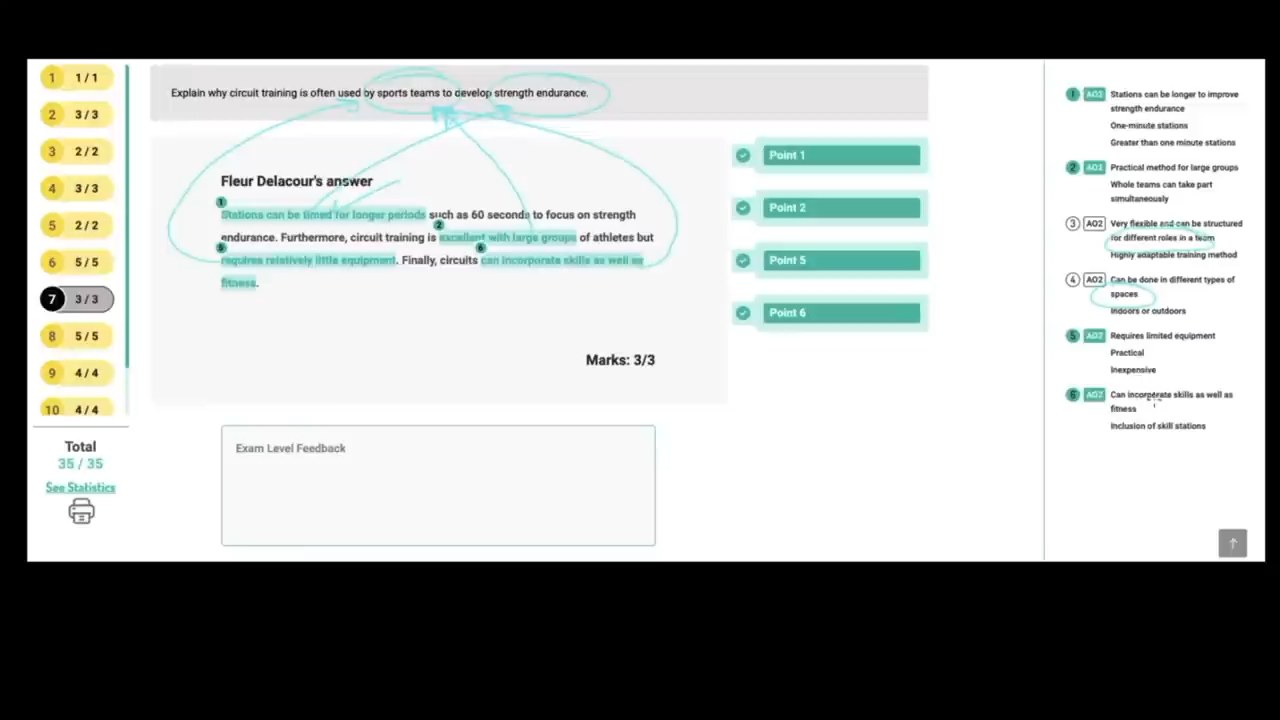 1 1 / 1
2 3 / 3
3 2 / 2
4 3 / 3
5 2 / 2
6 5 / 5
7 3 / 3
8 5 / 5
9 4 / 4
10 4 / 4
Total
35 / 35
See Statistics
Explain why circuit training is often used by sports teams to develop strength endurance.
Fleur Delacour's answer
1
Stations can be timed for longer periods such as 60 seconds to focus on strength
2
endurance. Furthermore, circuit training is excellent with large groups of athletes but
5 6
requires relatively little equipment. Finally, circuits can incorporate skills as well as
fitness.
Marks: 3/3
Exam Level Feedback
Point 1
Point 2
Point 5
Point 6
1 AO2 Stations can be longer to improve
strength endurance
One-minute stations
Greater than one minute stations
2 AO2 Practical method for large groups
Whole teams can take part
simultaneously
3 AO2 Very flexible and can be structured
for different roles in a team
Highly adaptable training method
4 AO2 Can be done in different types of
spaces
Indoors or outdoors
5 AO2 Requires limited equipment
Practical
Inexpensive
6 AO2 Can incorporate skills as well as
fitness
Inclusion of skill stations